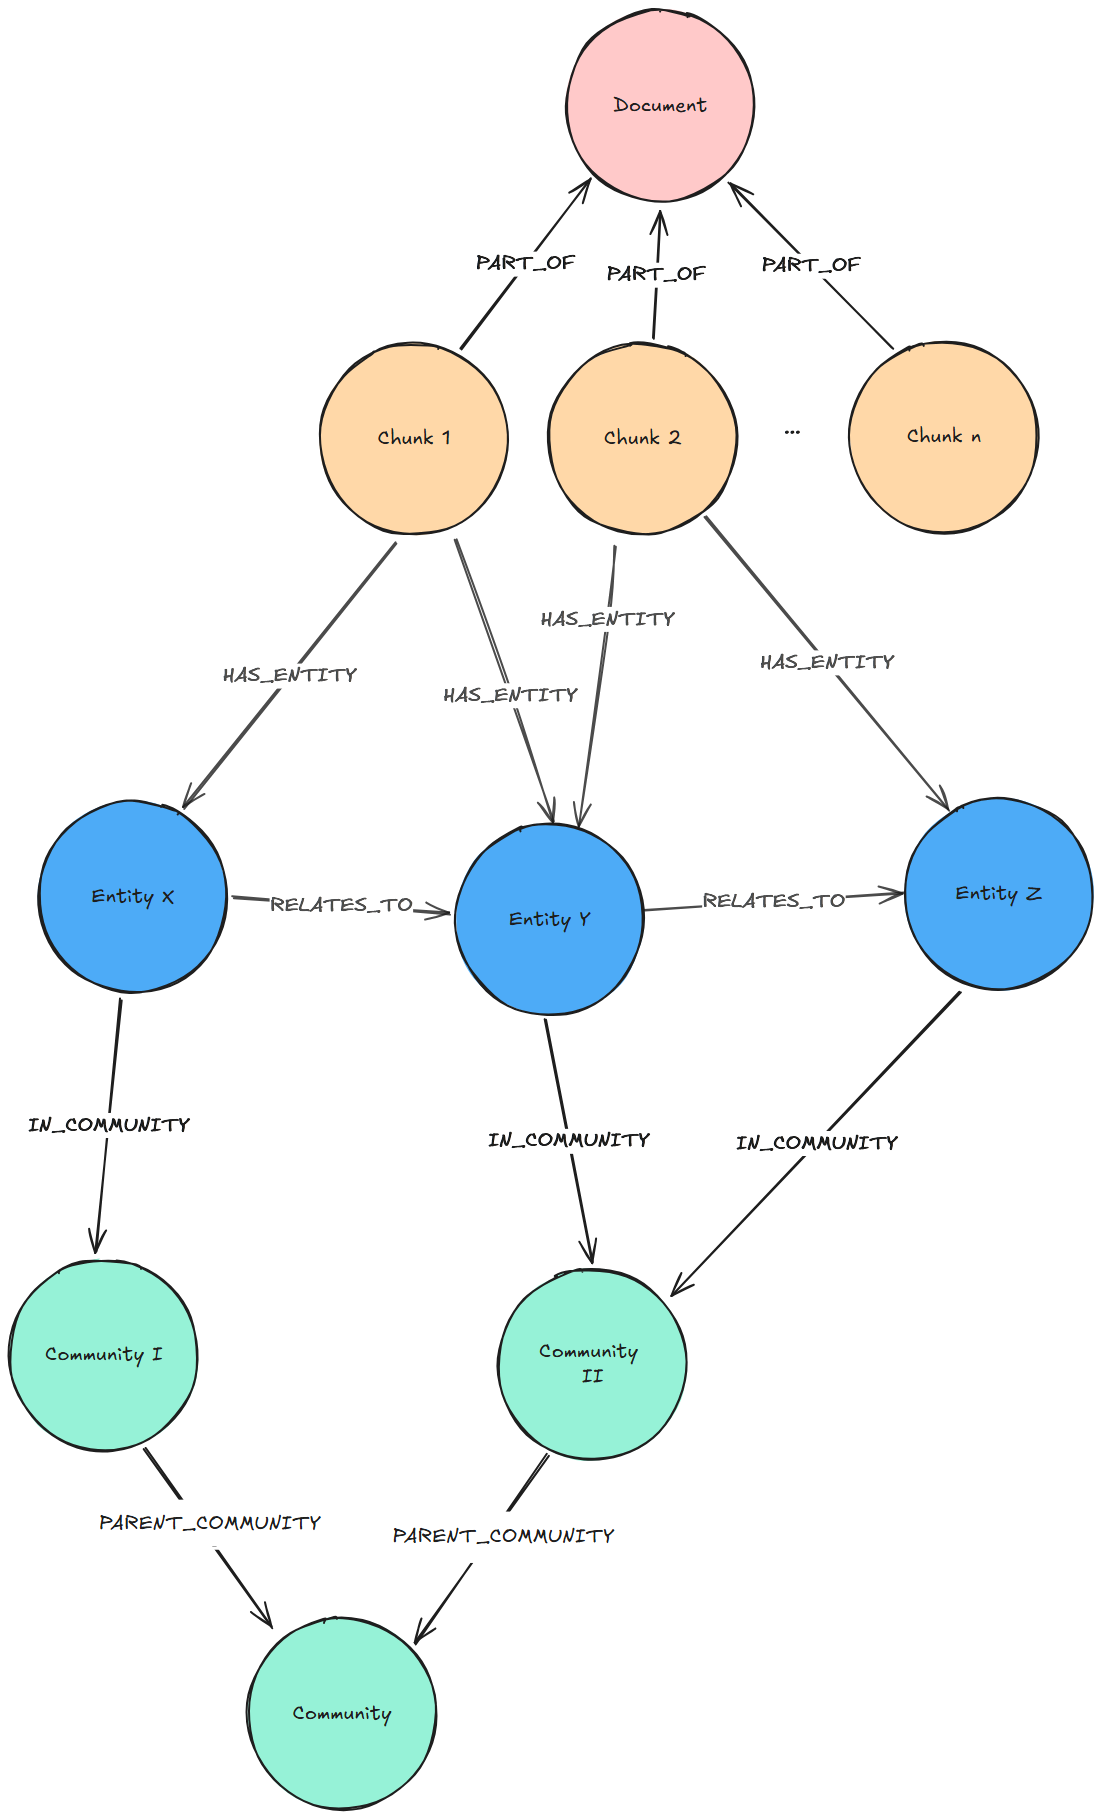 Document
PART_OF
PART_OF
PART_OF
Chunk 1
Chunk 2
...
Chunk n
HAS_ENTITY
HAS_ENTITY
HAS_ENTITY
HAS_ENTITY
Entity X
RELATES_TO
Entity Y
RELATES_TO
Entity Z
IN_COMMUNITY
IN_COMMUNITY
IN_COMMUNITY
Community I
Community
II
PARENT_COMMUNITY
PARENT_COMMUNITY
Community